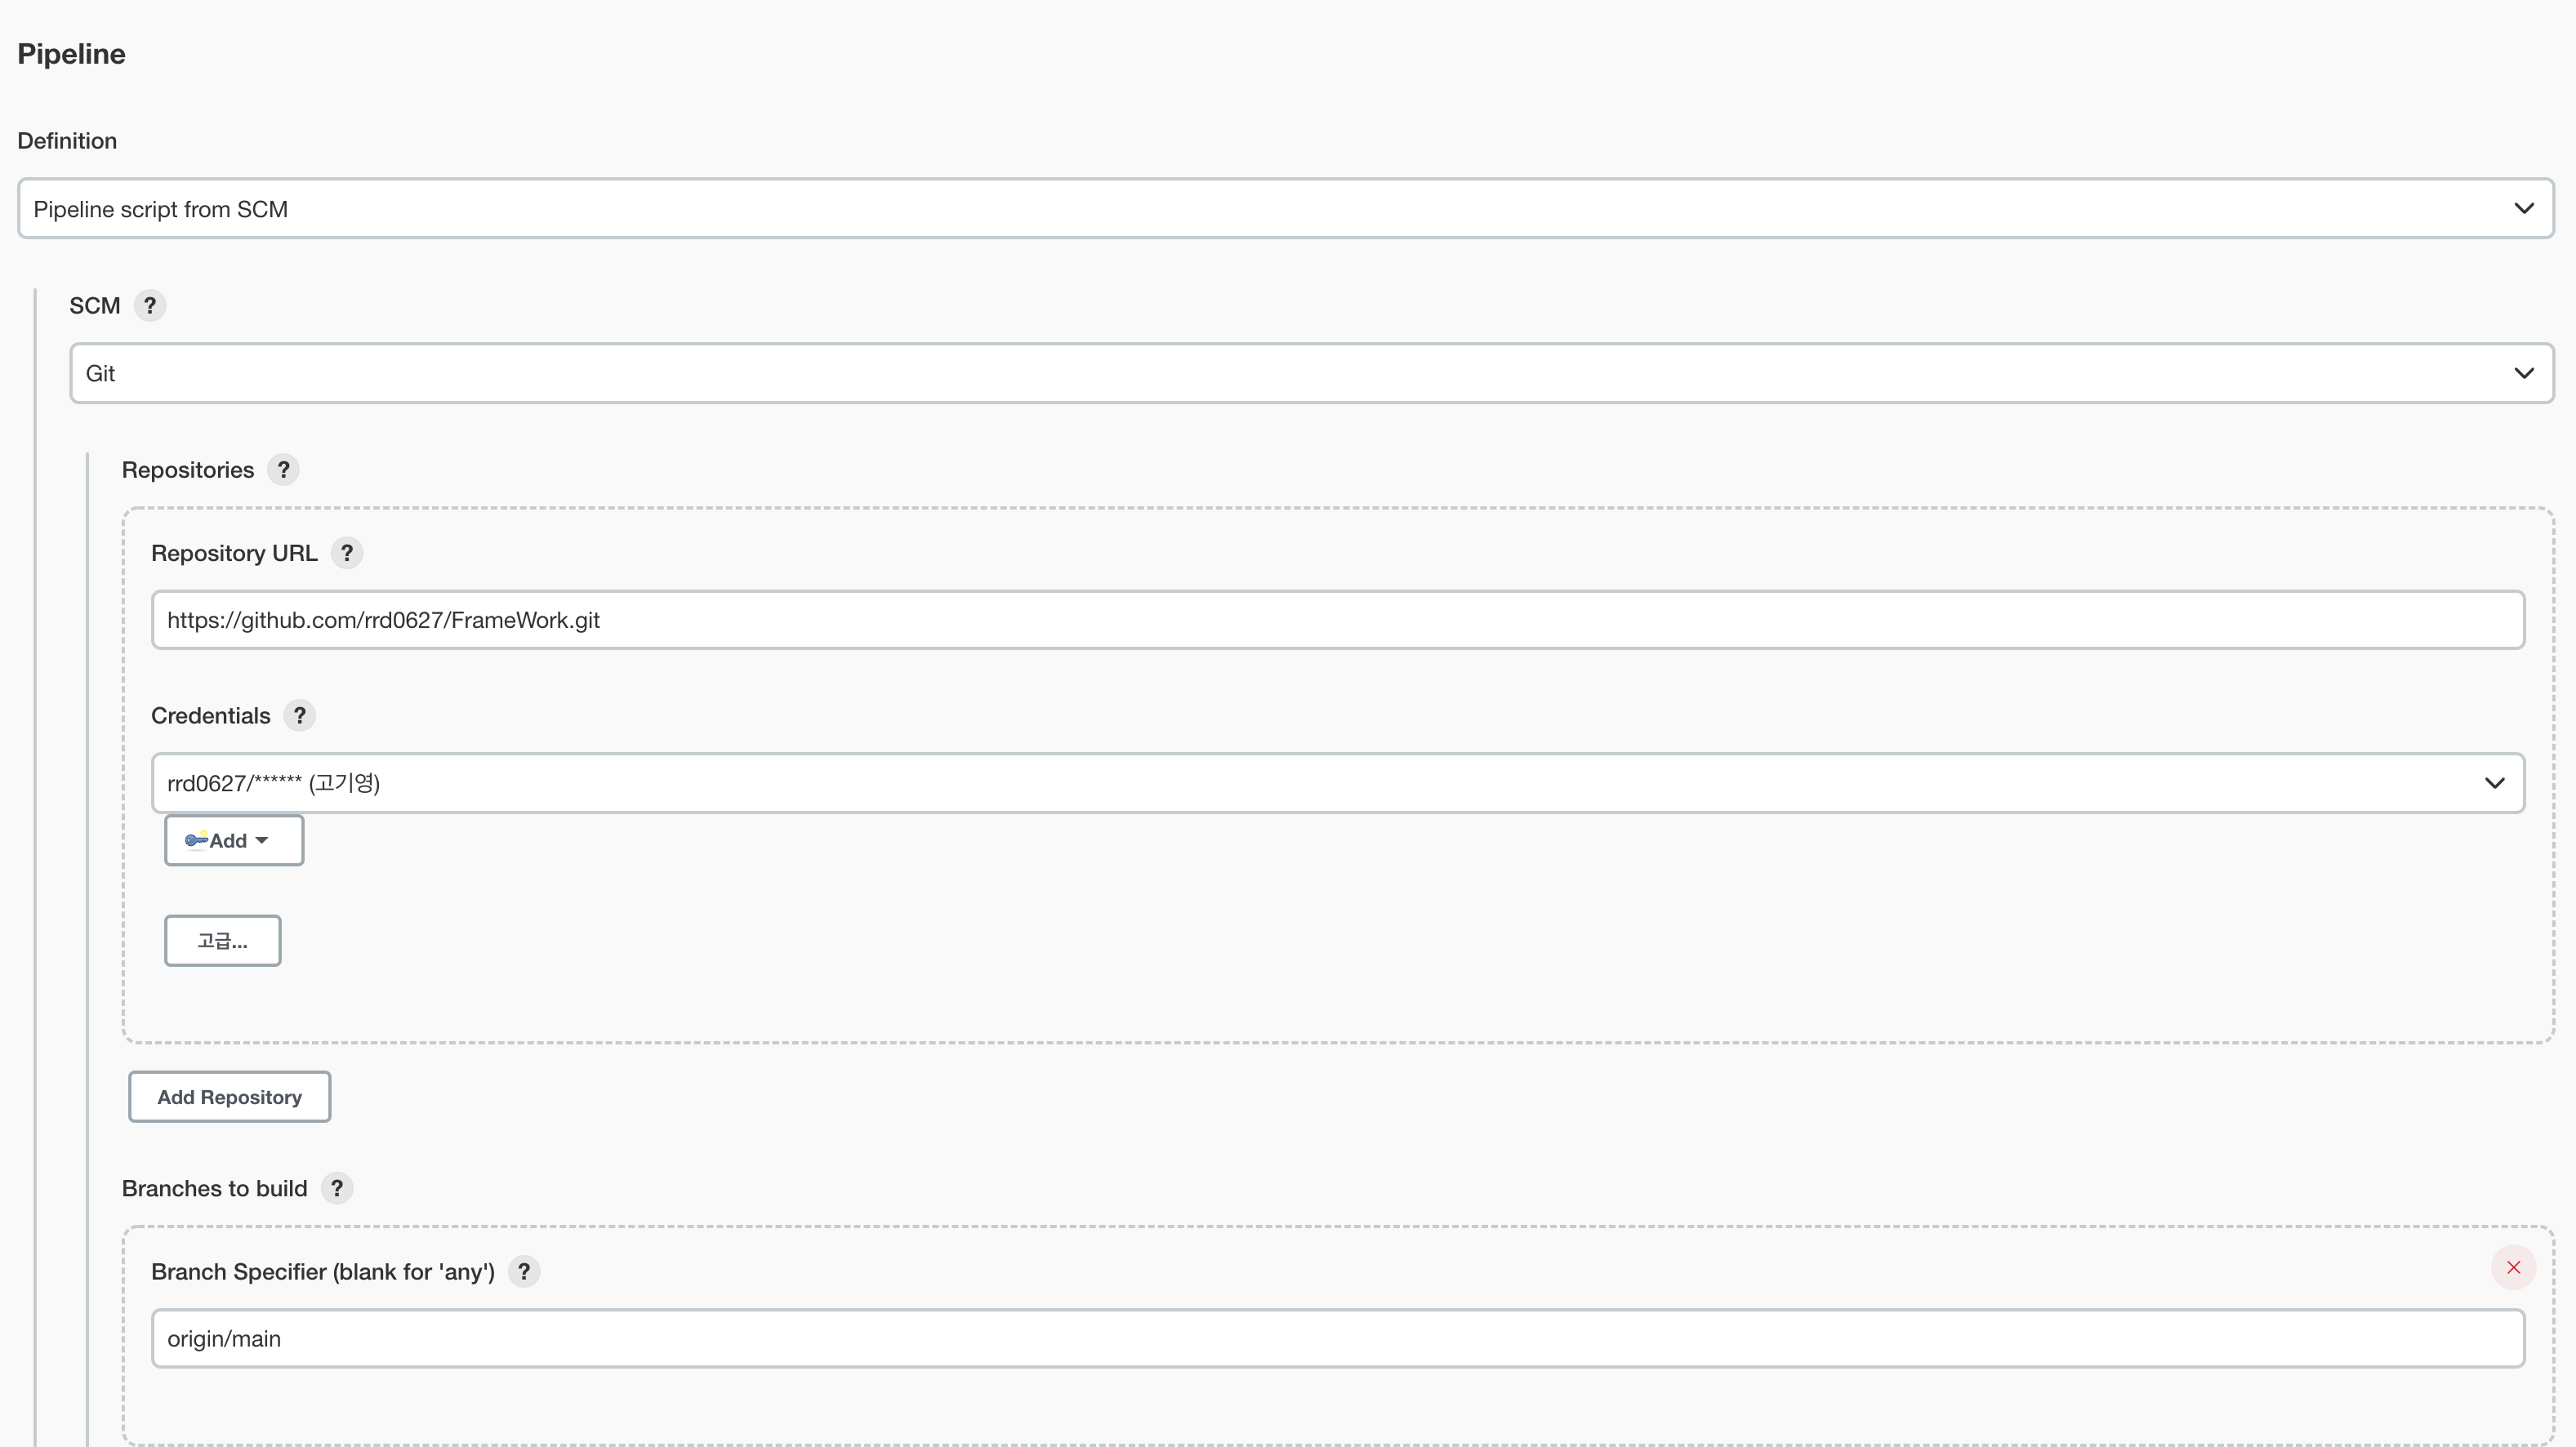 Pipeline
Definition
Pipeline script from SCM
SCM ?
Git
Repositories ?
Repository URL ?
https://github.com/rrd0627/FrameWork.git
Credentials ?
rrd0627/****** (고기영)
Add
고급...
Add Repository
Branches to build ?
Branch Specifier (blank for 'any') ?
origin/main